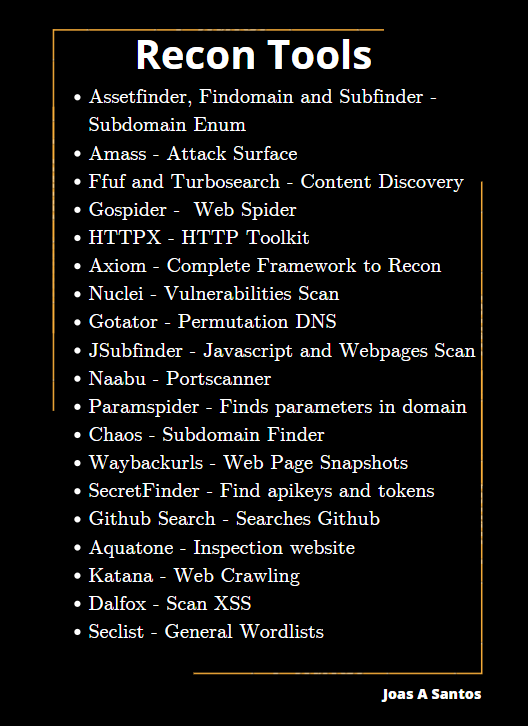 Recon Tools
• Assetfinder, Findomain and Subfinder -
Subdomain Enum
• Amass - Attack Surface
• Ffuf and Turbosearch - Content Discovery
• Gospider -  Web Spider
• HTTPX - HTTP Toolkit
• Axiom - Complete Framework to Recon
• Nuclei - Vulnerabilities Scan
• Gotator - Permutation DNS
• JSubfinder - Javascript and Webpages Scan
• Naabu - Portscanner
• Paramspider - Finds parameters in domain
• Chaos - Subdomain Finder
• Waybackurls - Web Page Snapshots
• SecretFinder - Find apikeys and tokens
• Github Search - Searches Github
• Aquatone - Inspection website
• Katana - Web Crawling
• Dalfox - Scan XSS
• Seclist - General Wordlists
Joas A Santos